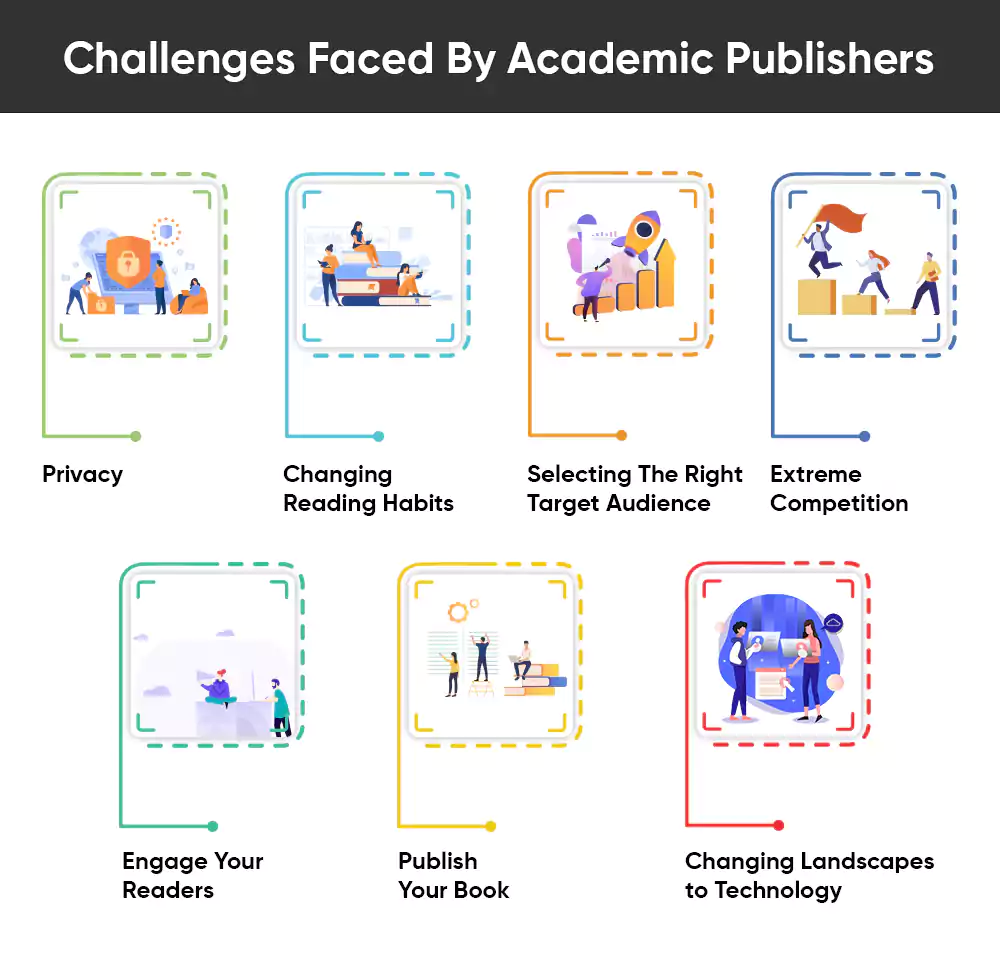 Challenges Faced By Academic Publishers
Privacy
Changing
Reading Habits
Selecting The Right
Target Audience
Extreme
Competition
Engage Your
Readers
Publish
Your Book
Changing Landscapes
to Technology